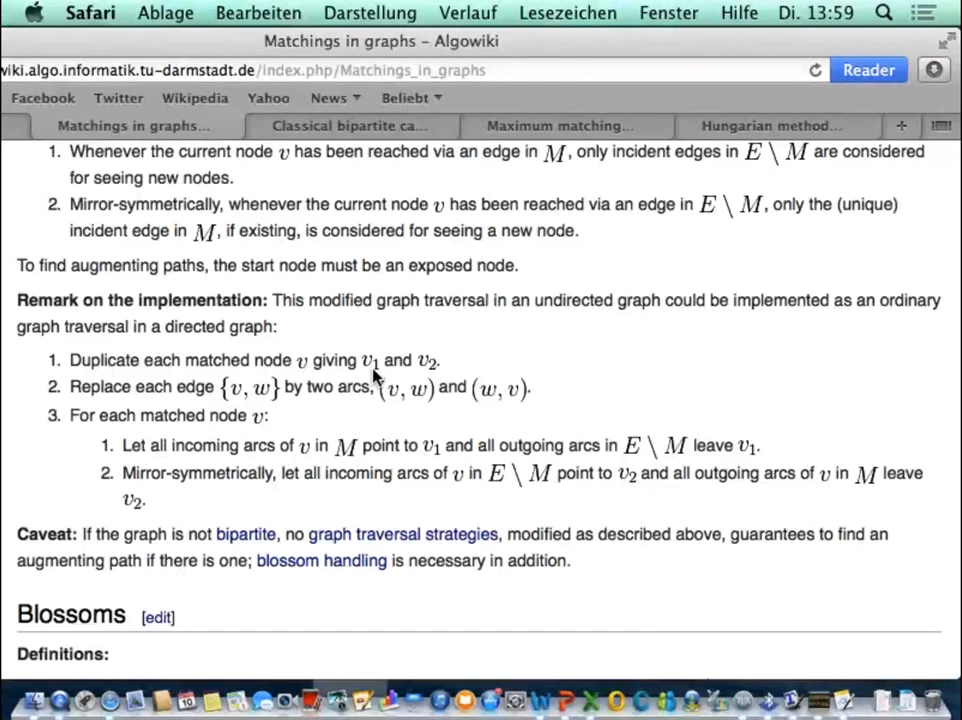 Safari Ablage Bearbeiten Darstellung Verlauf Lesezeichen Fenster Hilfe Di. 13:59
Matchings in graphs – Algowiki
wiki.algo.informatik.tu-darmstadt.de/index.php/Matchings_in_graphs Reader
Facebook Twitter Wikipedia Yahoo News ▾ Beliebt ▾
Matchings in graphs... Classical bipartite ca... Maximum matching... Hungarian method... +
1. Whenever the current node v has been reached via an edge in M, only incident edges in E \ M are considered
for seeing new nodes.
2. Mirror-symmetrically, whenever the current node v has been reached via an edge in E \ M, only the (unique)
incident edge in M, if existing, is considered for seeing a new node.
To find augmenting paths, the start node must be an exposed node.
Remark on the implementation: This modified graph traversal in an undirected graph could be implemented as an ordinary
graph traversal in a directed graph:
1. Duplicate each matched node v giving v₁ and v₂.
2. Replace each edge {v, w} by two arcs, (v, w) and (w, v).
3. For each matched node v:
1. Let all incoming arcs of v in M point to v₁ and all outgoing arcs in E \ M leave v₁.
2. Mirror-symmetrically, let all incoming arcs of v in E \ M point to v₂ and all outgoing arcs of v in M leave
v₂.
Caveat: If the graph is not bipartite, no graph traversal strategies, modified as described above, guarantees to find an
augmenting path if there is one; blossom handling is necessary in addition.
Blossoms [edit]
Definitions: